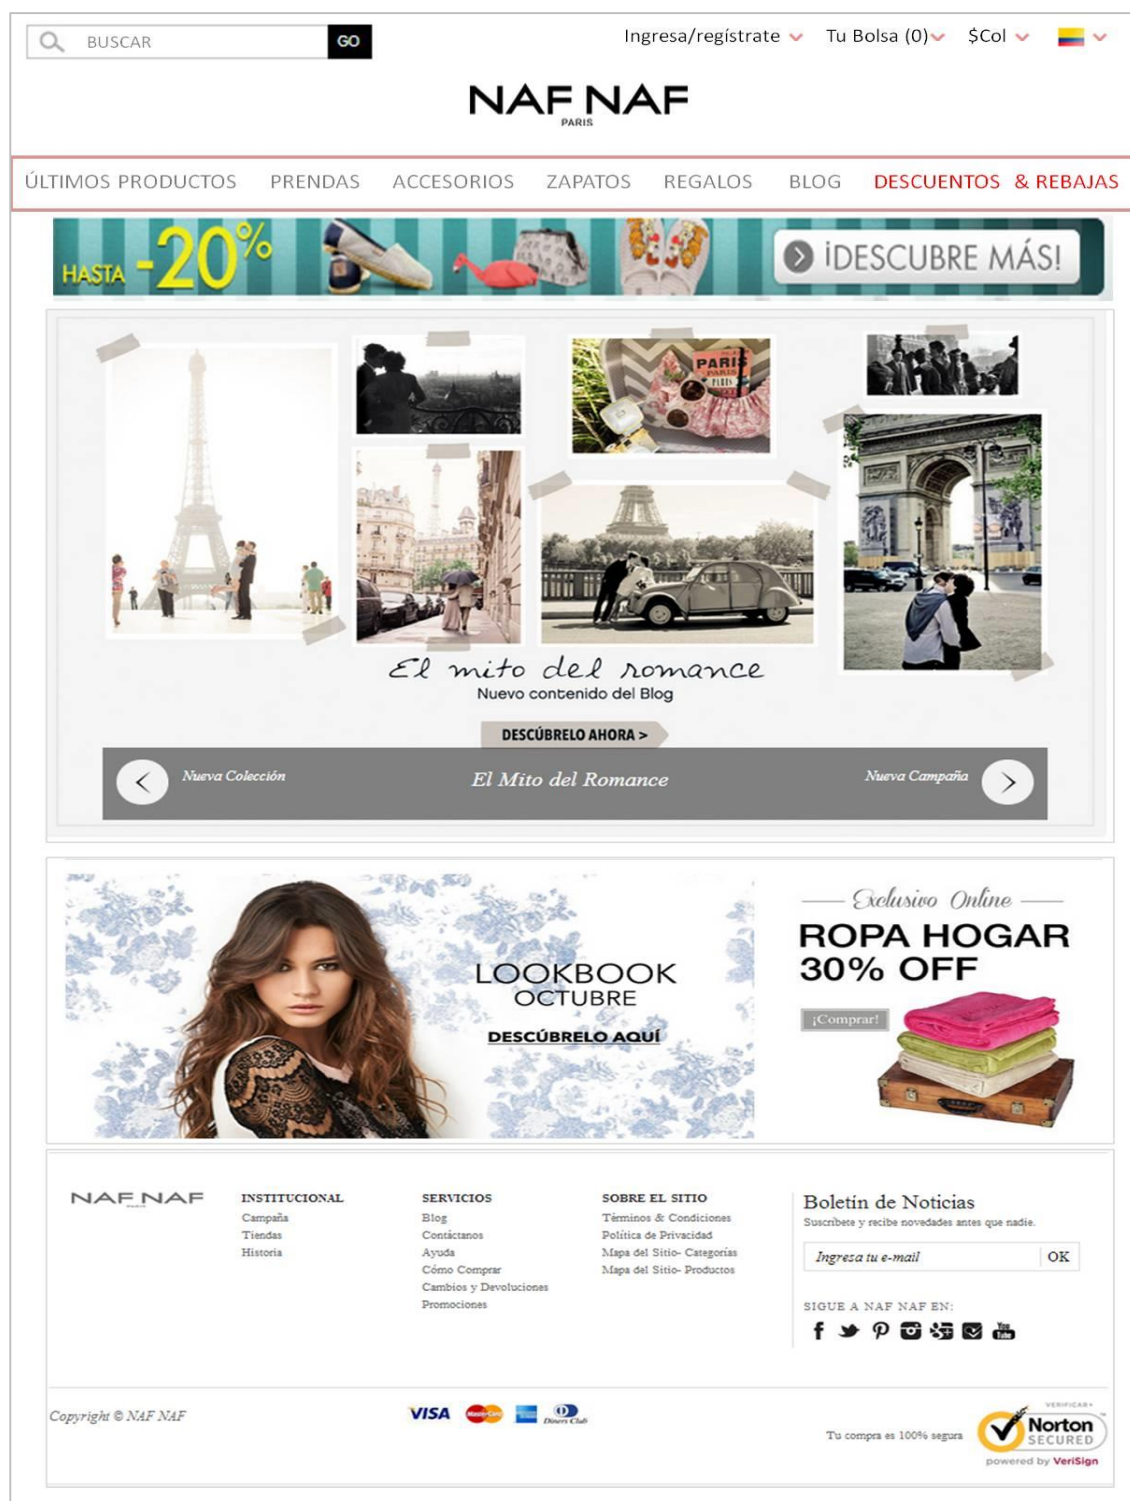 BUSCAR GO
Ingresa/regístrate Tu Bolsa (0) $Col
NAF NAF
PARIS
ÚLTIMOS PRODUCTOS PRENDAS ACCESORIOS ZAPATOS REGALOS BLOG DESCUENTOS & REBAJAS
HASTA -20% ¡DESCUBRE MÁS!
PARIS
PARIS
El mito del romance
Nuevo contenido del Blog
DESCÚBRELO AHORA >
Nueva Colección El Mito del Romance Nueva Campaña
LOOKBOOK
OCTUBRE
DESCÚBRELO AQUÍ
Exclusivo Online
ROPA HOGAR
30% OFF
¡Comprar!
NAF NAF
PARIS
INSTITUCIONAL
Campaña
Tiendas
Historia
SERVICIOS
Blog
Contáctanos
Ayuda
Cómo Comprar
Cambios y Devoluciones
Promociones
SOBRE EL SITIO
Términos & Condiciones
Política de Privacidad
Mapa del Sitio- Categorías
Mapa del Sitio- Productos
Boletín de Noticias
Suscríbete y recibe novedades antes que nadie.
Ingresa tu e-mail OK
SIGUE A NAF NAF EN:
You Tube
Copyright © NAF NAF
VISA MasterCard Diners Club
Tu compra es 100% segura
VERIFICAR
Norton
SECURED
powered by VeriSign